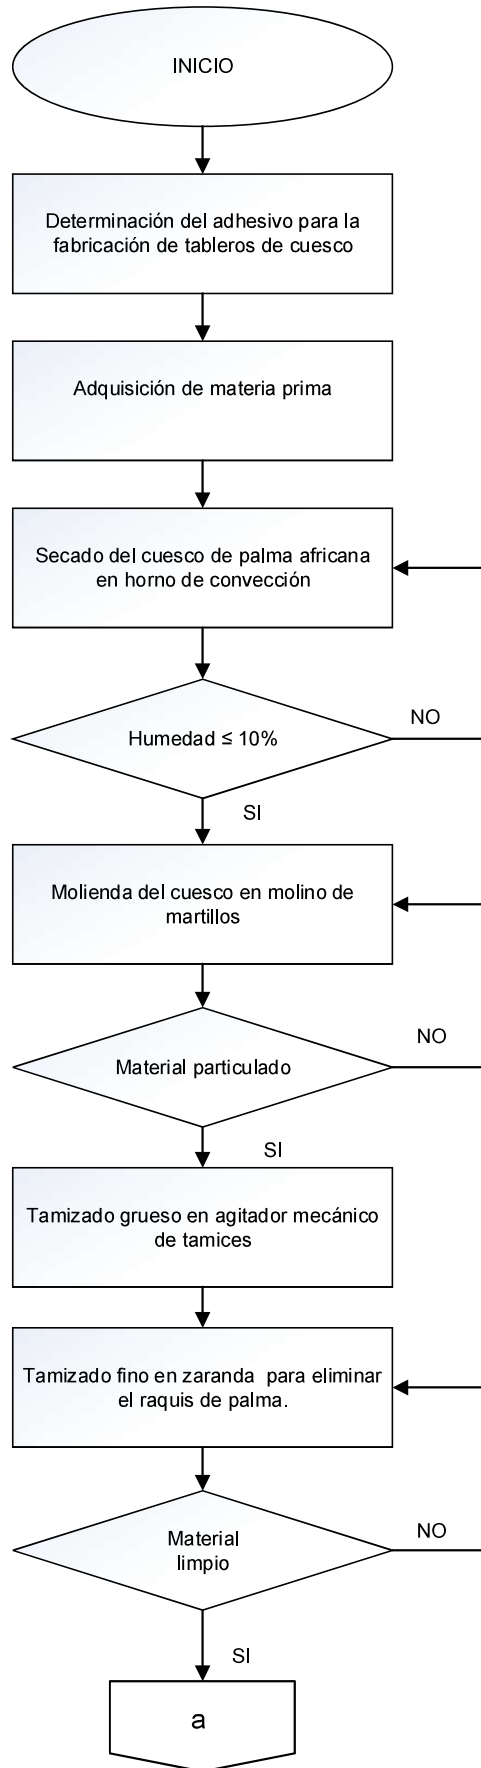 INICIO
Determinación del adhesivo para la
fabricación de tableros de cuesco
Adquisición de materia prima
Secado del cuesco de palma africana
en horno de convección
Humedad ≤ 10%
NO
SI
Molienda del cuesco en molino de
martillos
Material particulado
NO
SI
Tamizado grueso en agitador mecánico
de tamices
Tamizado fino en zaranda para eliminar
el raquis de palma.
Material
limpio
NO
SI
a